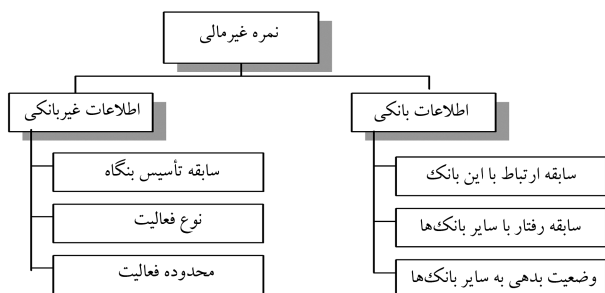 نمره غیرمالی
اطلاعات بانکی
سابقه ارتباط با این بانک
سابقه رفتار با سایر بانک‌ها
وضعیت بدهی به سایر بانک‌ها
اطلاعات غیربانکی
سابقه تأسیس بنگاه
نوع فعالیت
محدوده فعالیت